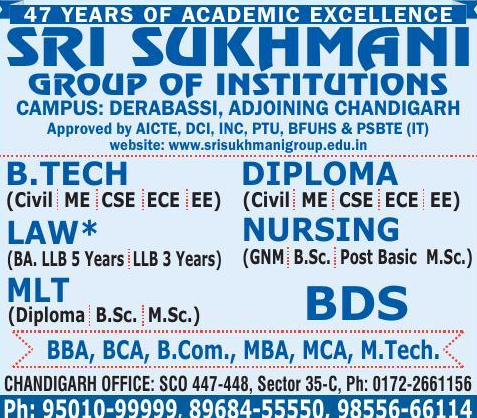 47 YEARS OF ACADEMIC EXCELLENCE
SRI SUKHMANI
GROUP OF INSTITUTIONS
CAMPUS: DERABASSI, ADJOINING CHANDIGARH
Approved by AICTE, DCI, INC, PTU, BFUHS & PSBTE (IT)
website: www.srisukhmanigroup.edu.in
B.TECH
(Civil ME CSE ECE EE)
DIPLOMA
(Civil ME CSE ECE EE)
LAW*
(BA. LLB 5 Years LLB 3 Years)
NURSING
(GNM B.Sc. Post Basic M.Sc.)
MLT
(Diploma B.Sc. M.Sc.)
BDS
BBA, BCA, B.Com., MBA, MCA, M.Tech.
CHANDIGARH OFFICE: SCO 447-448, Sector 35-C, Ph: 0172-2661156
Ph: 95010-99999, 89684-55550, 98556-66114